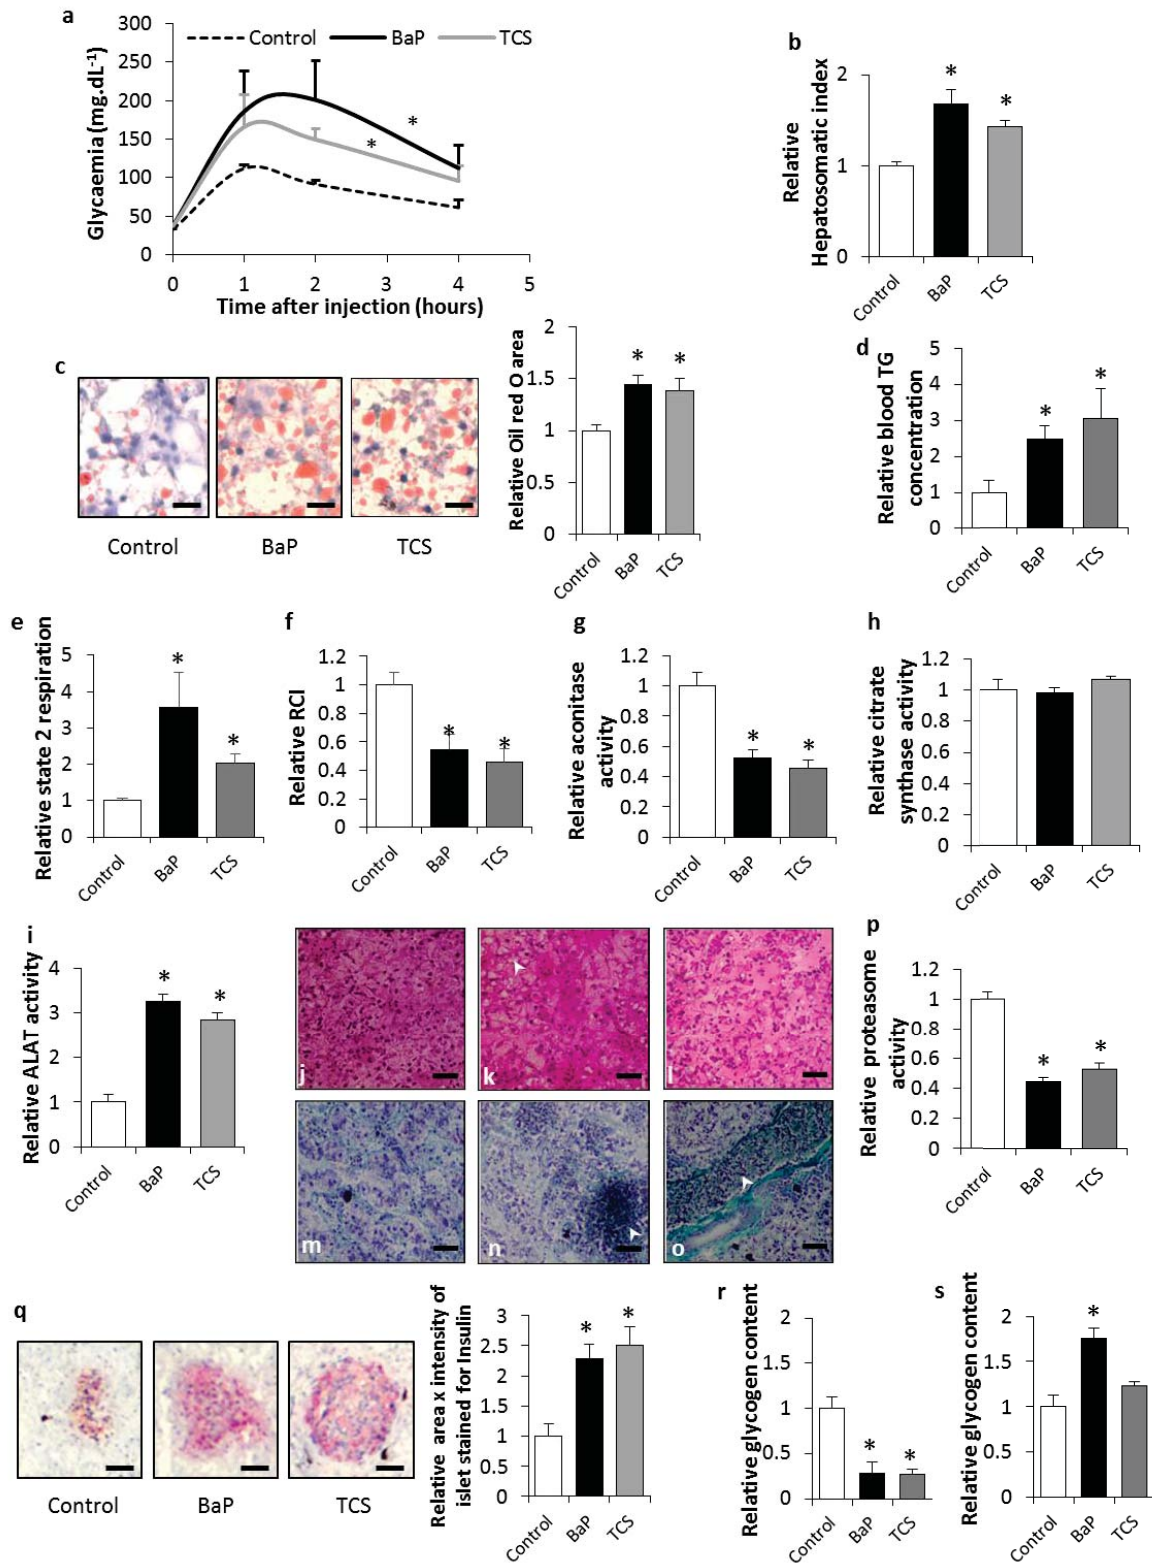 a
300
250
200
150
100
50
0
Glycaemia (mg.dL-1)
Control BaP TCS
*
*
0 1 2 3 4 5
Time after injection (hours)
b
Relative
Hepatosomatic index
2
1
0
*
*
Control BaP TCS
c
Control BaP TCS
Relative Oil red O area
2
1.5
1
0.5
0
* *
Control BaP TCS
d
Relative blood TG
concentration
5
4
3
2
1
0
*
*
Control BaP TCS
e
Relative state 2 respiration
5
4
3
2
1
0
*
*
Control BaP TCS
f
Relative RCI
1.2
1
0.8
0.6
0.4
0.2
0
*
*
Control BaP TCS
g
Relative aconitase
activity
1.2
1
0.8
0.6
0.4
0.2
0
*
*
Control BaP TCS
h
Relative citrate
synthase activity
1.2
1
0.8
0.6
0.4
0.2
0
Control BaP TCS
i
Relative ALAT activity
4
3
2
1
0
*
*
Control BaP TCS
j k l
m n o
p
Relative proteasome
activity
1.2
1
0.8
0.6
0.4
0.2
0
*
*
Control BaP TCS
q
Control BaP TCS
Relative area x intensity of
islet stained for Insulin
3
2.5
2
1.5
1
0.5
0
* *
Control BaP TCS
r
Relative glycogen content
2
1.5
1
0.5
0
* *
Control BaP TCS
s
Relative glycogen content
2
1.5
1
0.5
0
*
Control BaP TCS